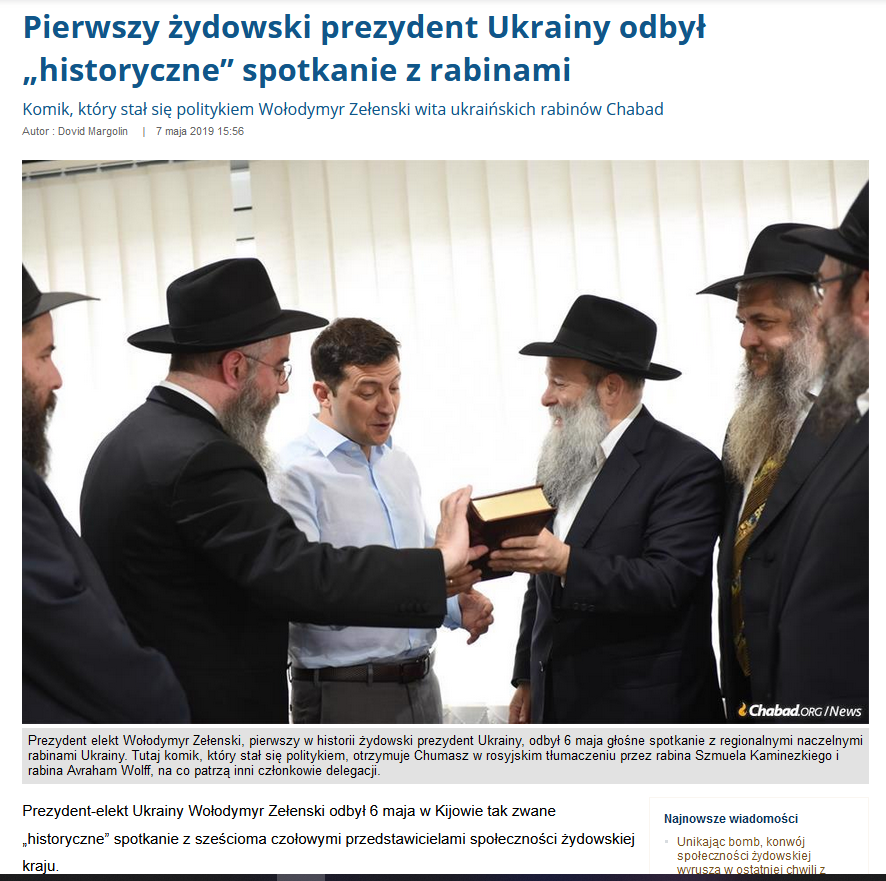 Pierwszy żydowski prezydent Ukrainy odbył
„historyczne” spotkanie z rabinami
Komik, który stał się politykiem Wołodymyr Zełenski wita ukraińskich rabinów Chabad
Autor : Dovid Margolin | 7 maja 2019 15:56
Chabad.ORG/News
Prezydent elekt Wołodymyr Zełenski, pierwszy w historii żydowski prezydent Ukrainy, odbył 6 maja głośne spotkanie z regionalnymi naczelnymi
rabinami Ukrainy. Tutaj komik, który stał się politykiem, otrzymuje Chumasz w rosyjskim tłumaczeniu przez rabina Szmuela Kaminezkiego i
rabina Avraham Wolff, na co patrzą inni członkowie delegacji.
Prezydent-elekt Ukrainy Wołodymyr Zełenski odbył 6 maja w Kijowie tak zwane
„historyczne” spotkanie z sześcioma czołowymi przedstawicielami społeczności żydowskiej
kraju.
Najnowsze wiadomości
Unikając bomb, konwój
społeczności żydowskiej
wyrusza w ostatniej chwili z